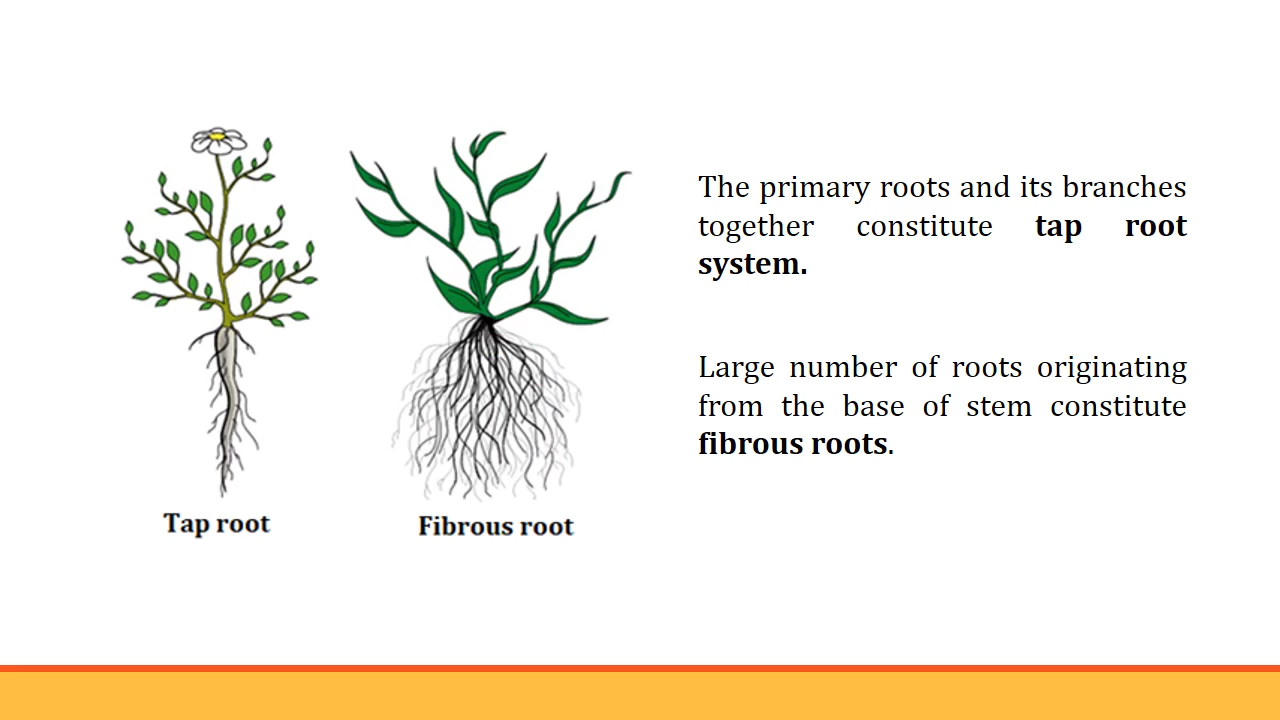 The primary roots and its branches
together constitute tap root
system.
Large number of roots originating
from the base of stem constitute
fibrous roots.
Tap root
Fibrous root